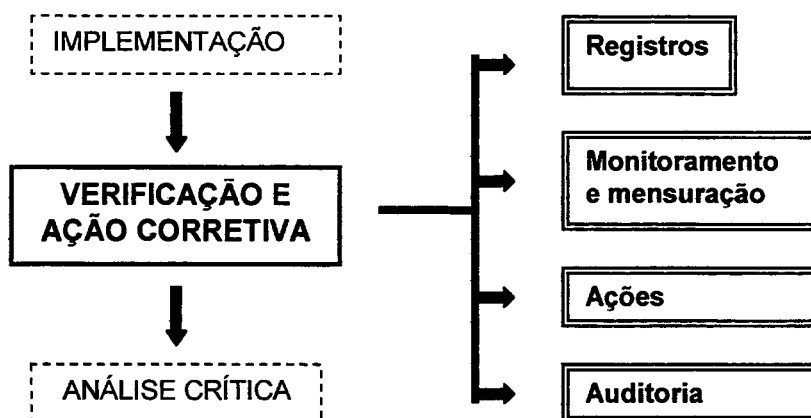 IMPLEMENTAÇÃO
VERIFICAÇÃO E
AÇÃO CORRETIVA
ANÁLISE CRÍTICA
Registros
Monitoramento
e mensuração
Ações
Auditoria